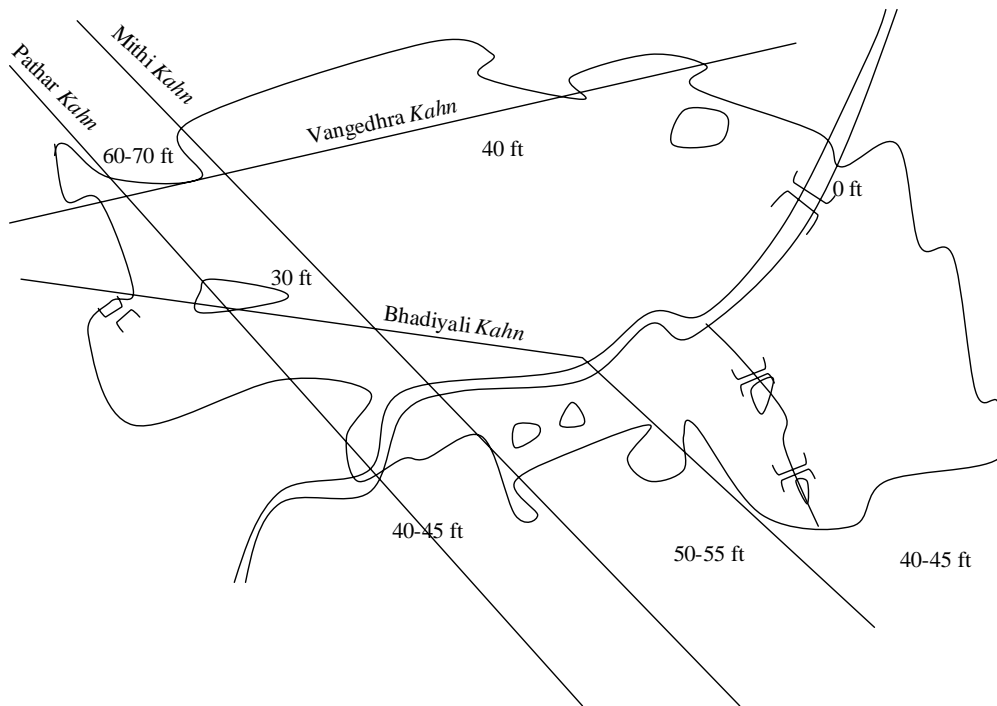 Mithi Kahn
Pathar Kahn
Vangedhra Kahn
60-70 ft
40 ft
0 ft
30 ft
Bhadiyali Kahn
40-45 ft
50-55 ft
40-45 ft